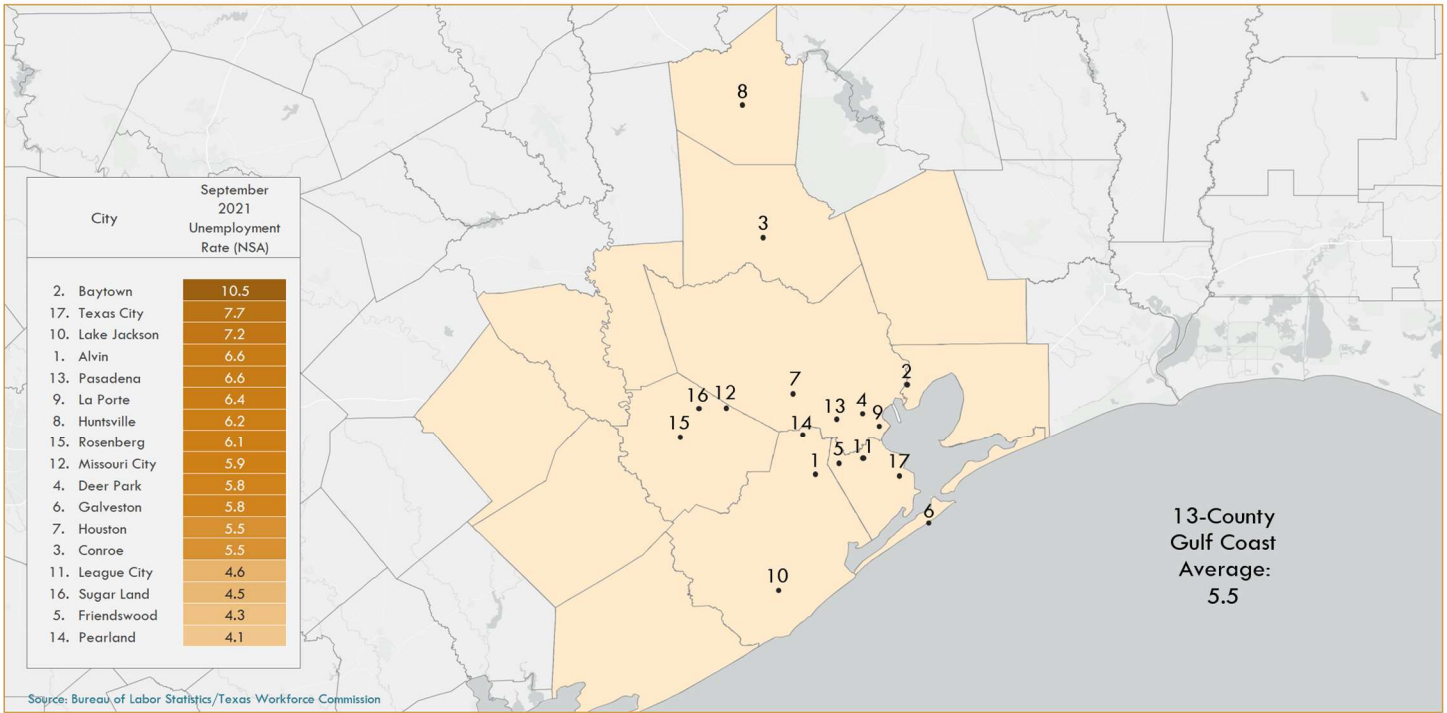 City
September
2021
Unemployment
Rate (NSA)
2. Baytown 10.5
17. Texas City 7.7
10. Lake Jackson 7.2
1. Alvin 6.6
13. Pasadena 6.6
9. La Porte 6.4
8. Huntsville 6.2
15. Rosenberg 6.1
12. Missouri City 5.9
4. Deer Park 5.8
6. Galveston 5.8
7. Houston 5.5
3. Conroe 5.5
11. League City 4.6
16. Sugar Land 4.5
5. Friendswood 4.3
14. Pearland 4.1
Source: Bureau of Labor Statistics/Texas Workforce Commission
8
3
2
7
16
12
4
13
9
15
14
5
11
1
17
6
10
13-County
Gulf Coast
Average:
5.5